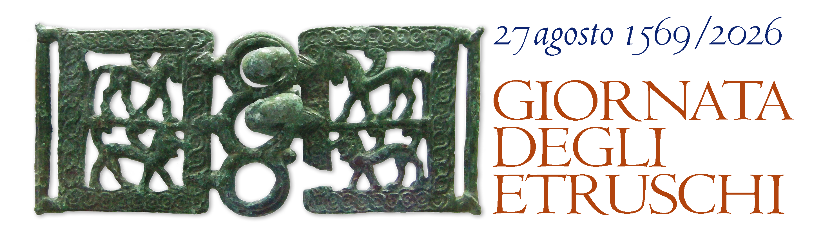 27 agosto 1569/2026
GIORNATA
DEGLI
ETRUSCHI